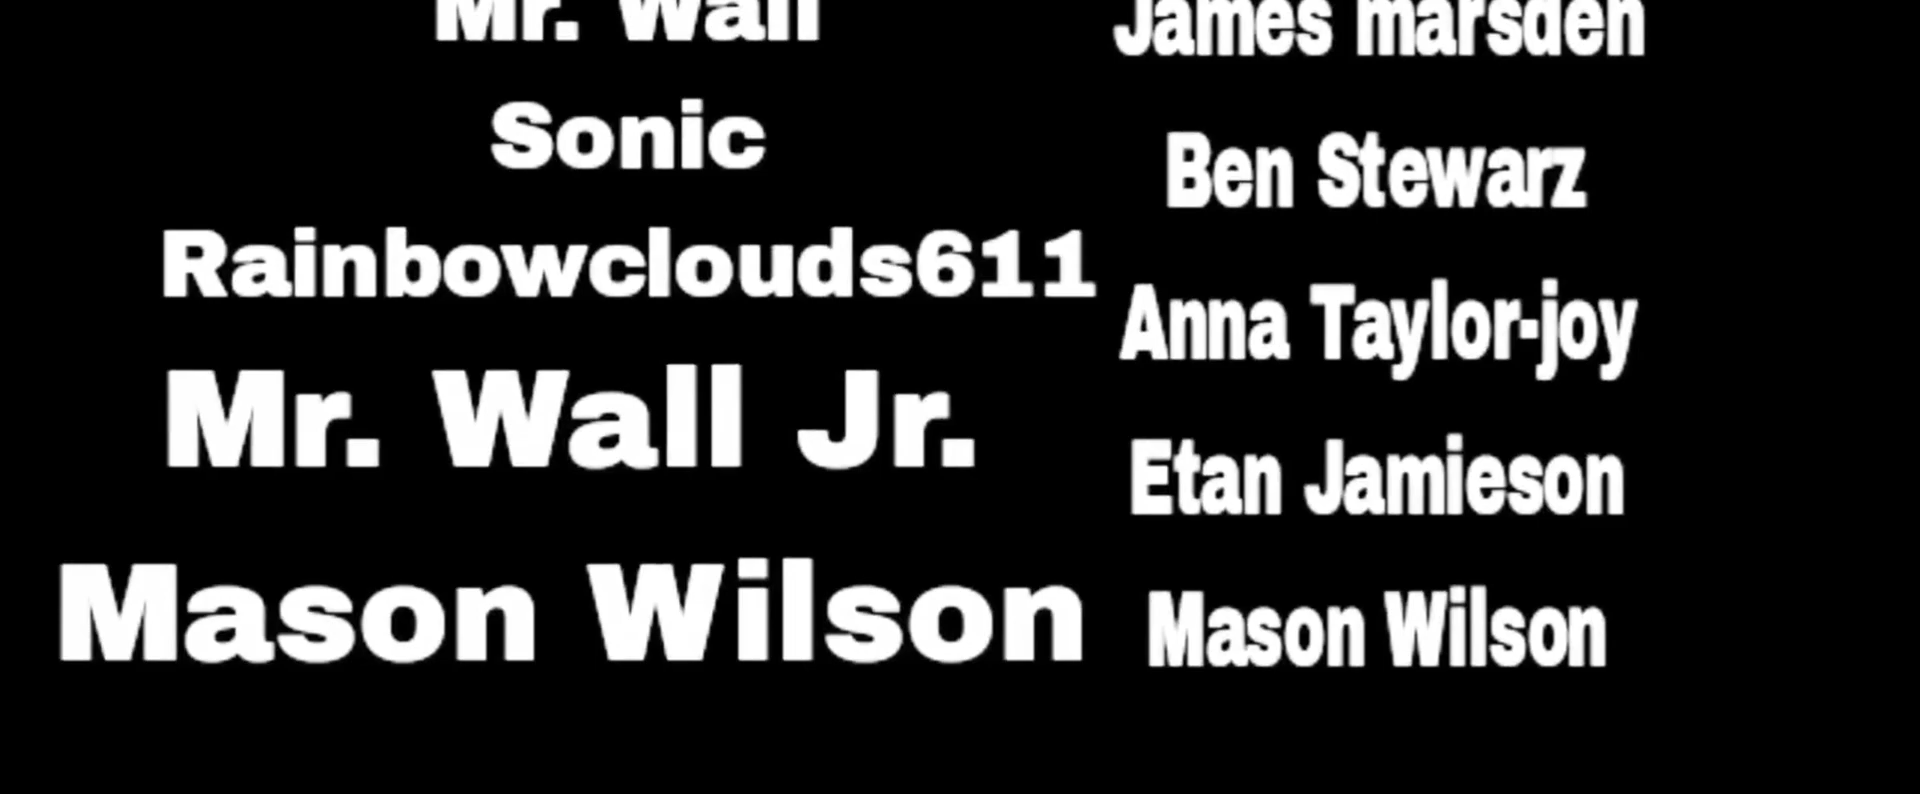 Mr. Wall
James marsden
Sonic
Ben Stewarz
Rainbowclouds611
Anna Taylor-joy
Mr. Wall Jr.
Etan Jamieson
Mason Wilson
Mason Wilson